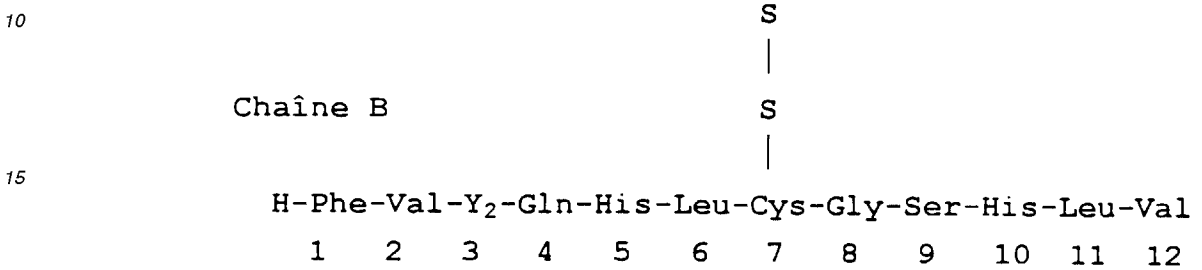 10 S
|
Chaîne B S
|
15
H-Phe-Val-Y₂-Gln-His-Leu-Cys-Gly-Ser-His-Leu-Val
1 2 3 4 5 6 7 8 9 10 11 12